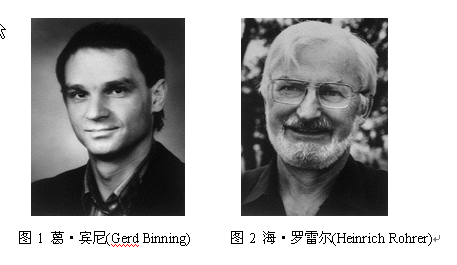 图 1 葛·宾尼(Gerd Binning)
图 2 海·罗雷尔(Heinrich Rohrer)